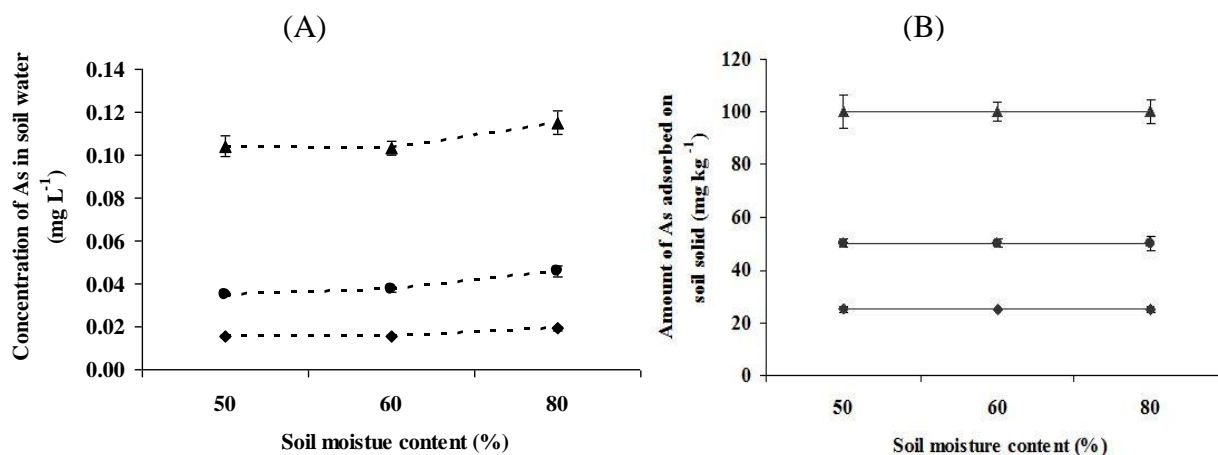 (A)
Concentration of As in soil water
(mg L-1)
0.14
0.12
0.10
0.08
0.06
0.04
0.02
0.00
50 60 80
Soil moistue content (%)
(B)
Amount of As adsorbed on
soil solid (mg kg-1)
120
100
80
60
40
20
0
50 60 80
Soil moisture content (%)